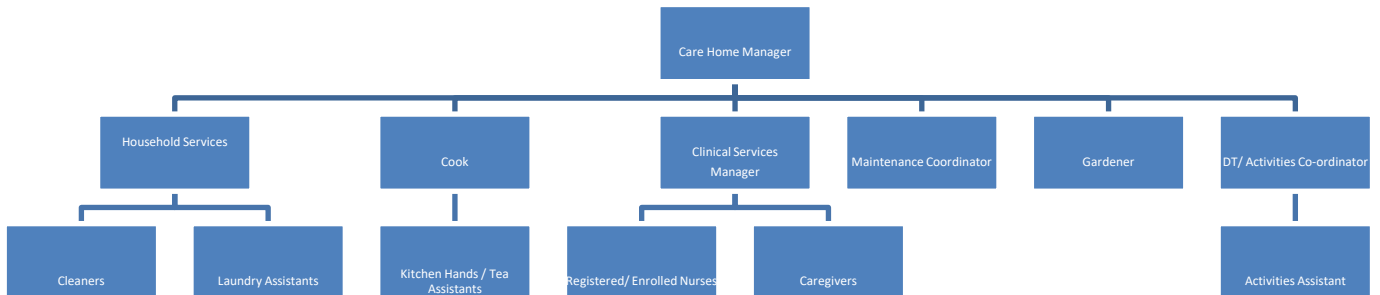 Care Home Manager
Household Services
Cook
Clinical Services
Manager
Maintenance Coordinator
Gardener
DT/ Activities Co-ordinator
Cleaners
Laundry Assistants
Kitchen Hands / Tea
Assistants
Registered/ Enrolled Nurses
Caregivers
Activities Assistant